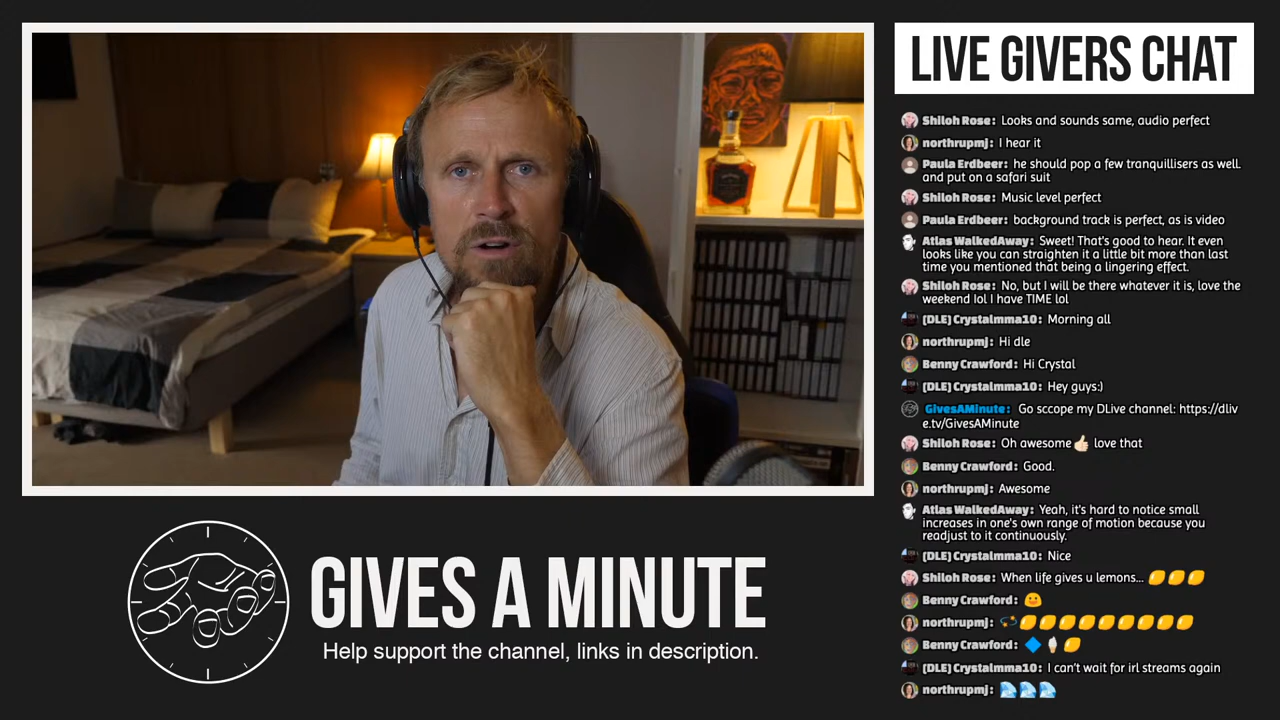 LIVE GIVERS CHAT
Shiloh Rose: Looks and sounds same, audio perfect
northrupmj: I hear it
Paula Erdbeer: he should pop a few tranquillisers as well.
and put on a safari suit
Shiloh Rose: Music level perfect
Paula Erdbeer: background track is perfect, as is video
Atlas WalkedAway: Sweet! That's good to hear. It even
looks like you can straighten it a little bit more than last
time you mentioned that being a lingering effect.
Shiloh Rose: No, but I will be there whatever it is, love the
weekend lol I have TIME lol
(DLE) Crystalmma10: Morning all
northrupmj: Hi dle
Benny Crawford: Hi Crystal
(DLE) Crystalmma10: Hey guys:)
GivesAMinute: Go sccope my DLive channel: https://dliv
e.tv/GivesAMinute
Shiloh Rose: Oh awesome 👍🏻 love that
Benny Crawford: Good.
northrupmj: Awesome
Atlas WalkedAway: Yeah, it's hard to notice small
increases in one's own range of motion because you
readjust to it continuously.
(DLE) Crystalmma10: Nice
Shiloh Rose: When life gives u lemons... 🍋🍋🍋
Benny Crawford: 🙂
northrupmj: 💫🍋🍋🍋🍋🍋🍋🍋🍋🍋
Benny Crawford: 🔷🍦🍋
(DLE) Crystalmma10: I can't wait for irl streams again
northrupmj: 🌊🌊🌊
GIVES A MINUTE
Help support the channel, links in description.